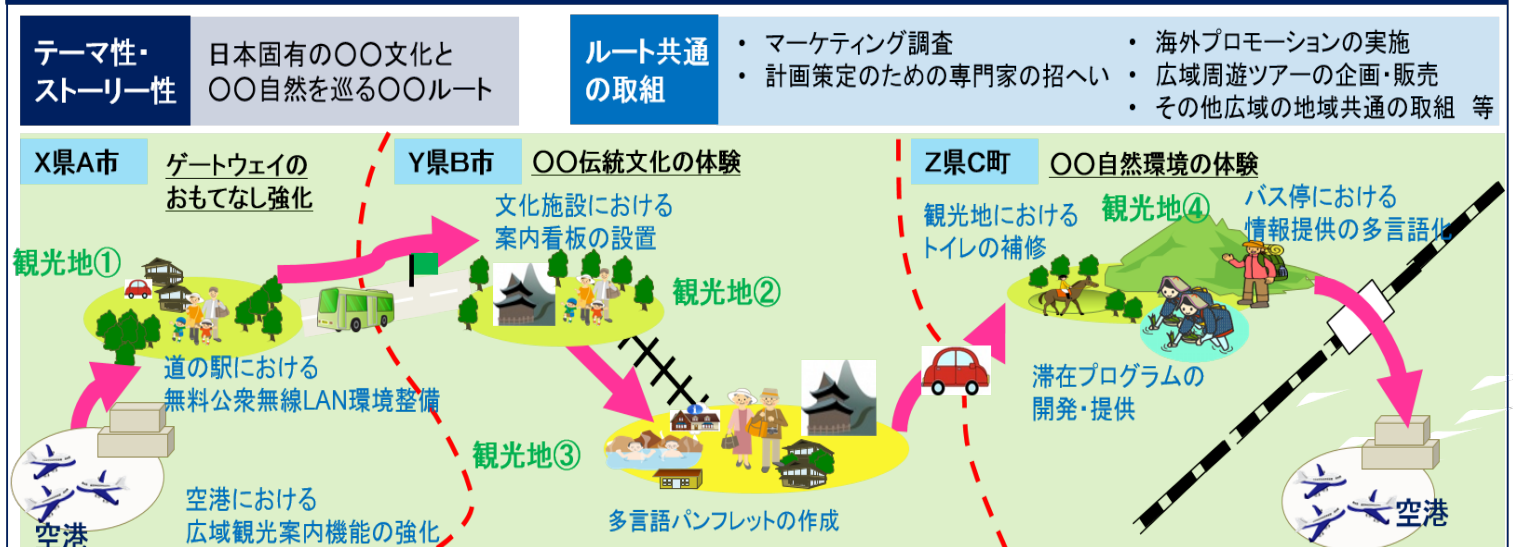 テーマ性・
ストーリー性
日本固有の〇〇文化と
〇〇自然を巡る〇〇ルート
ルート共通
の取組
・ マーケティング調査
・ 計画策定のための専門家の招へい
・ 海外プロモーションの実施
・ 広域周遊ツアーの企画・販売
・ その他広域の地域共通の取組　等
X県A市
ゲートウェイの
おもてなし強化
観光地①
道の駅における
無料公衆無線LAN環境整備
空港における
広域観光案内機能の強化
空港
Y県B市
〇〇伝統文化の体験
文化施設における
案内看板の設置
観光地②
観光地③
多言語パンフレットの作成
Z県C町
〇〇自然環境の体験
観光地における
トイレの補修
観光地④
バス停における
情報提供の多言語化
滞在プログラムの
開発・提供
空港